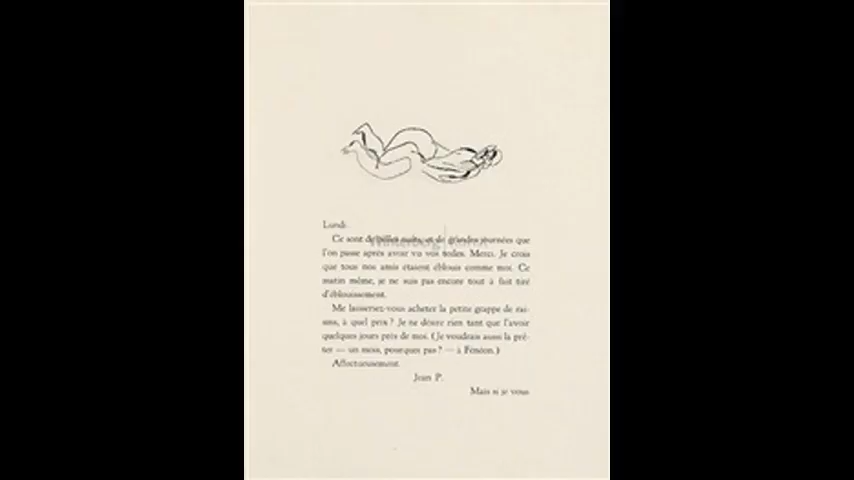 Lundi.
Ce sont de belles nuits, et de grandes journées que
l'on passe après avoir vu vos toiles. Merci. Je crois
que tous nos amis étaient éblouis comme moi. Ce
matin même, je ne suis pas encore tout à fait tiré
d'éblouissement.
Me laisseriez-vous acheter la petite grappe de rai-
sins, à quel prix? Je ne désire rien tant que l'avoir
quelques jours près de moi. (Je voudrais aussi la prê-
ter — un mois, pourquoi pas? — à Fénéon.)
Affectueusement.
Jean P.
Mais si je vous